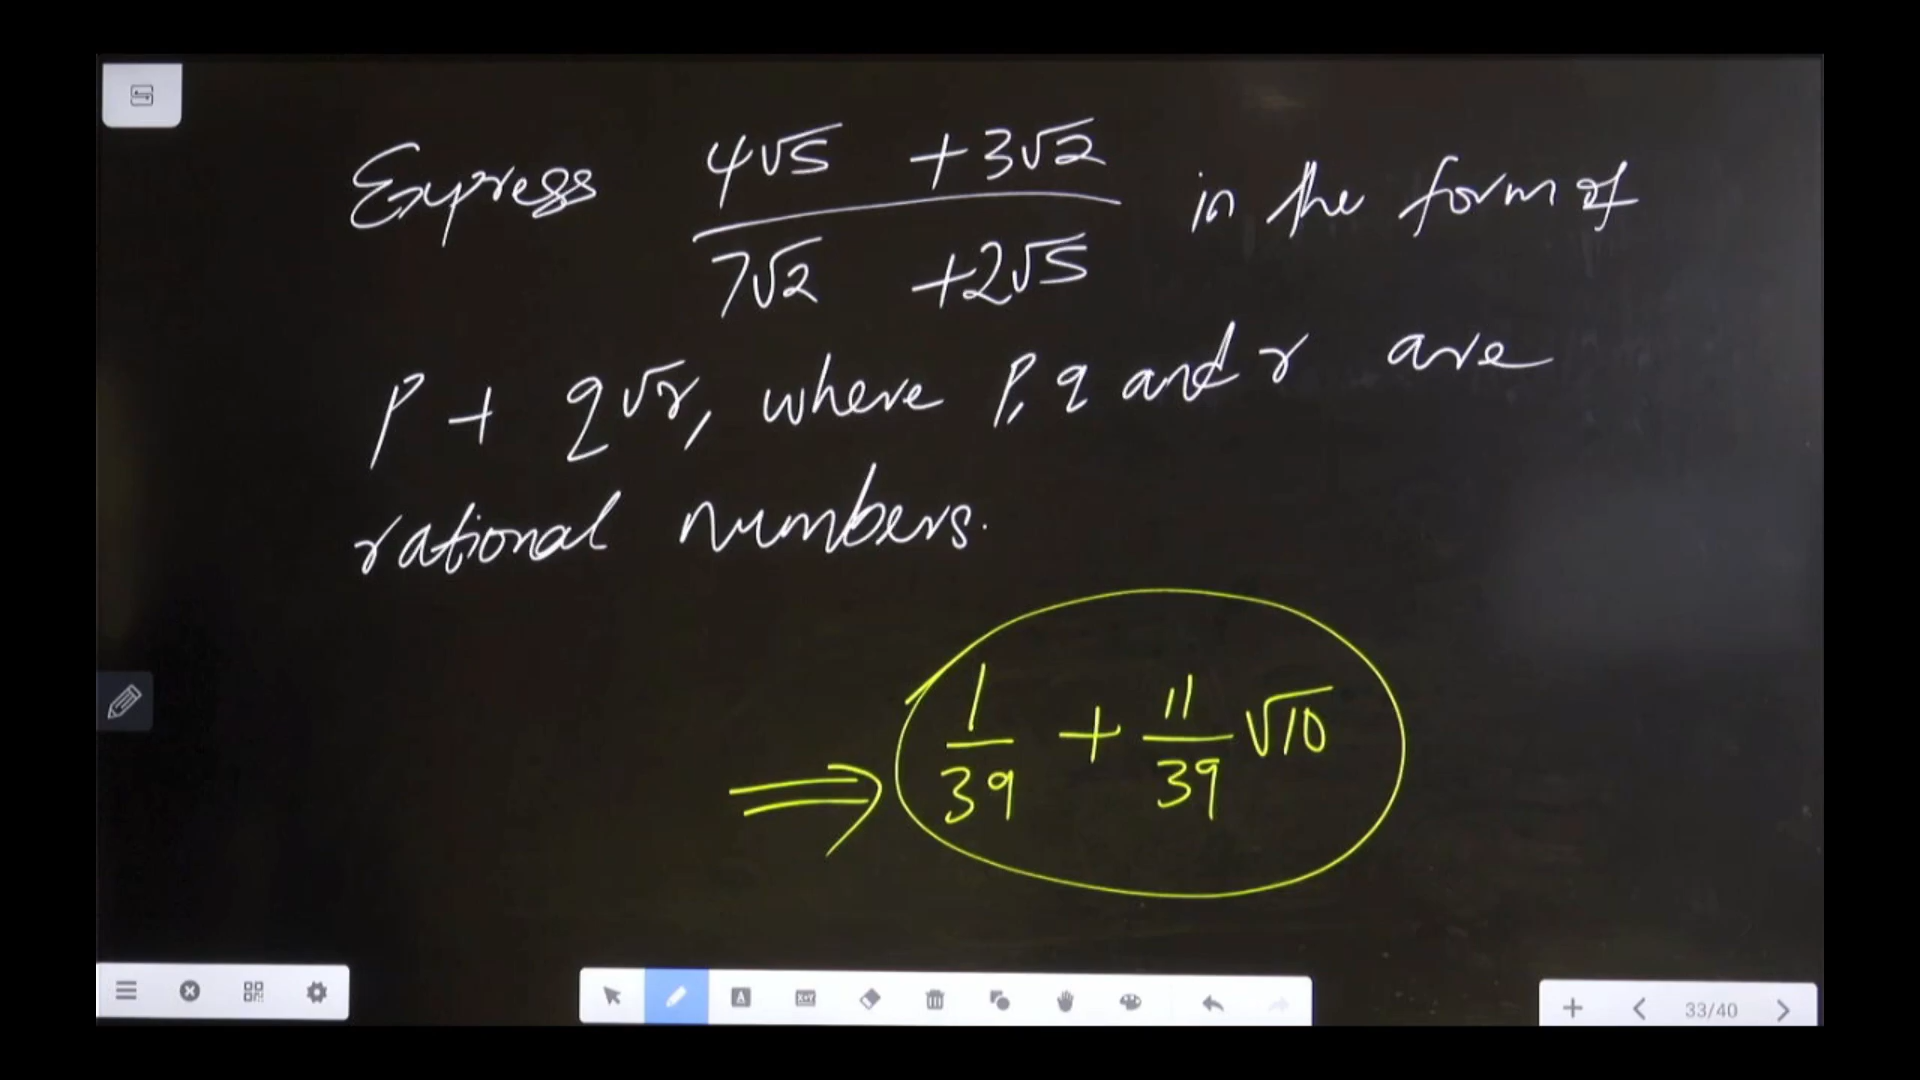 Express (4√5 + 3√2)/(7√2 + 2√5) in the form of
p + q√r, where p, q and r are
rational numbers.
⇒ 1/39 + 11/39 √10
33/40